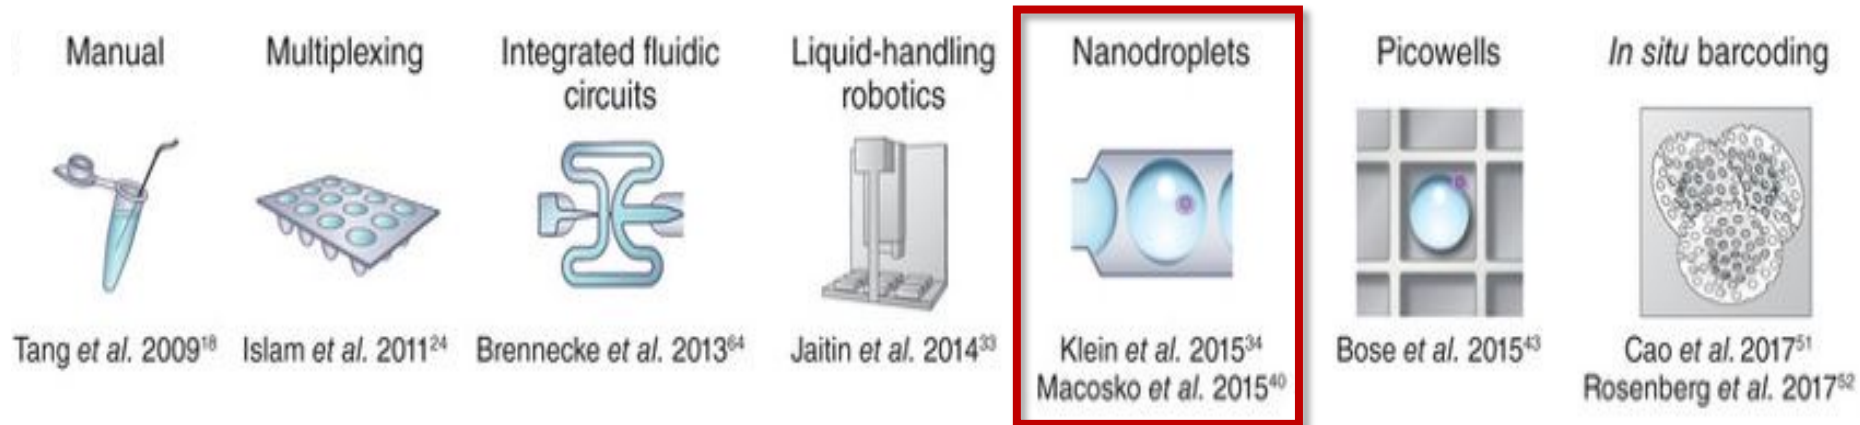 Manual
Multiplexing
Integrated fluidic
circuits
Liquid-handling
robotics
Nanodroplets
Picowells
In situ barcoding
Tang et al. 2009¹⁸
Islam et al. 2011²⁴
Brennecke et al. 2013⁶⁴
Jaitin et al. 2014³³
Klein et al. 2015³⁴
Macosko et al. 2015⁴⁰
Bose et al. 2015⁴³
Cao et al. 2017⁵¹
Rosenberg et al. 2017⁵²